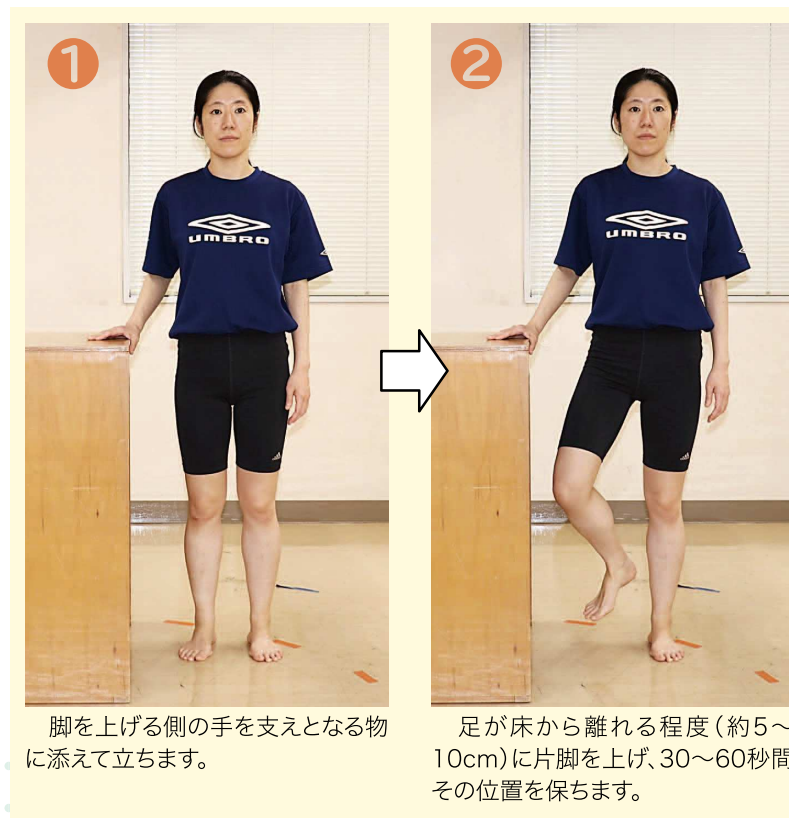 1
UMBRO
脚を上げる側の手を支えとなる物
に添えて立ちます。
2
UMBRO
足が床から離れる程度(約5〜
10cm)に片脚を上げ、30〜60秒間
その位置を保ちます。